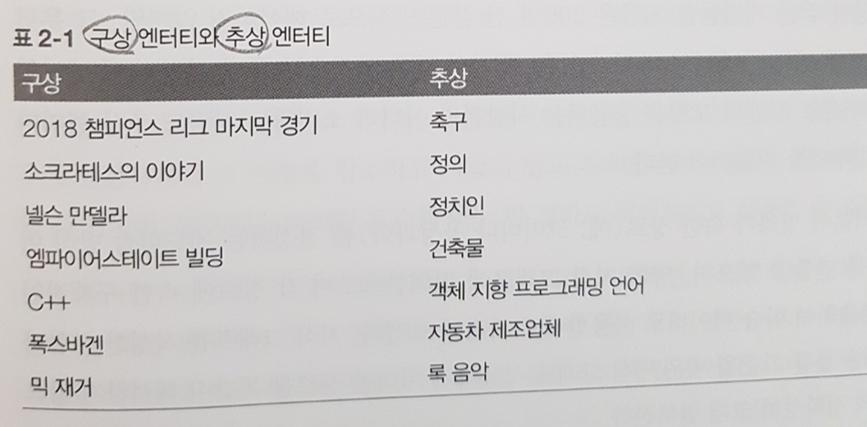 표 2-1 구상 엔터티와 추상 엔터티
구상 추상
2018 챔피언스 리그 마지막 경기 축구
소크라테스의 이야기 정의
넬슨 만델라 정치인
엠파이어스테이트 빌딩 건축물
C++ 객체 지향 프로그래밍 언어
폭스바겐 자동차 제조업체
믹 재거 록 음악